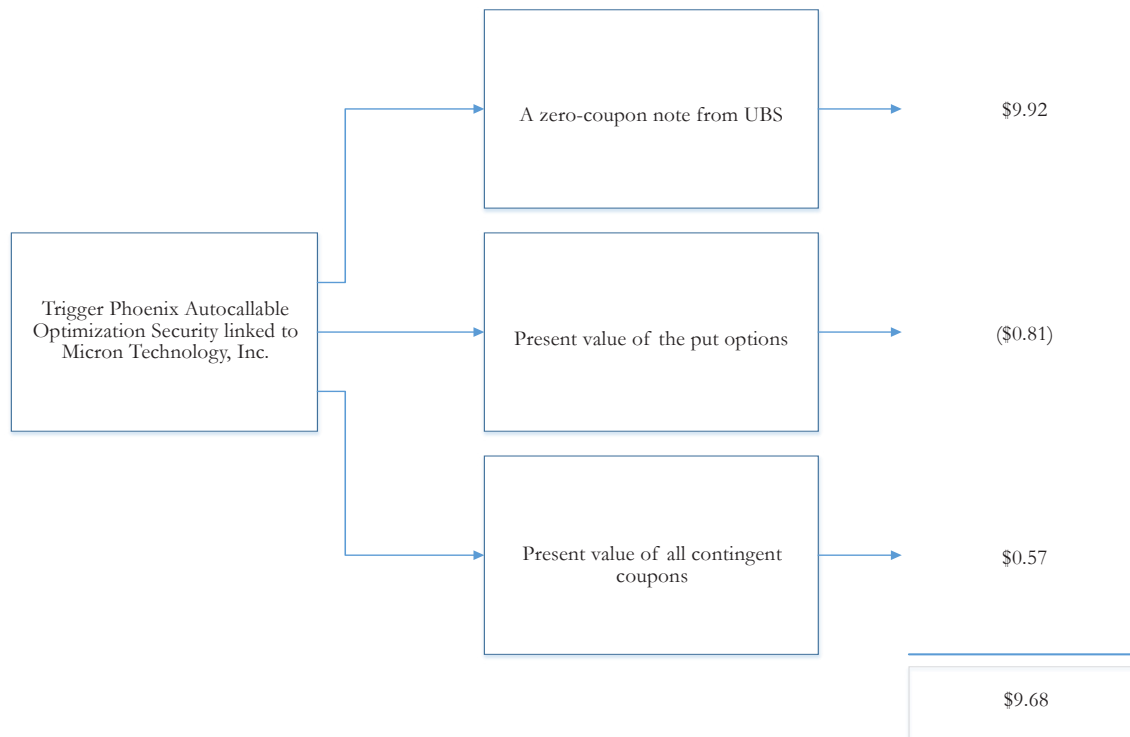 A zero-coupon note from UBS
$9.92
Trigger Phoenix Autocallable
Optimization Security linked to
Micron Technology, Inc.
Present value of the put options
($0.81)
Present value of all contingent
coupons
$0.57
$9.68